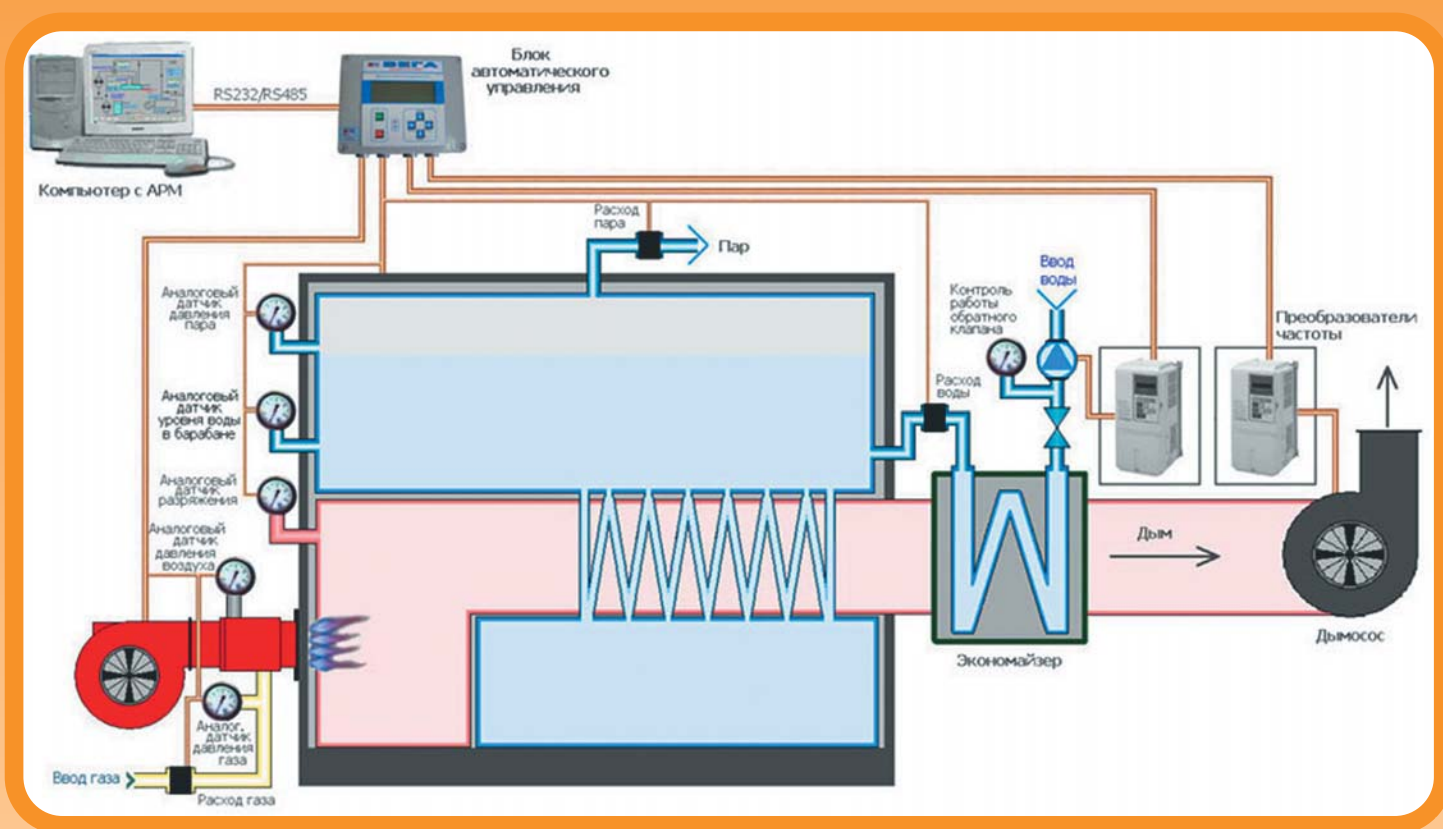 Блок
автоматического
управления
ВЕГА
RS232/RS485
Компьютер с АРМ
Расход
пара
Пар
Аналоговый
датчик
давления
пара
Ввод
воды
Контроль
работы
обратного
клапана
Преобразователи
частоты
Расход
воды
Аналоговый
датчик
уровня воды
в барабане
Аналоговый
датчик
разряжения
Аналоговый
датчик
давления
воздуха
Дым
Дымосос
Экономайзер
Аналог.
датчик
давления
газа
Ввод газа
Расход газа